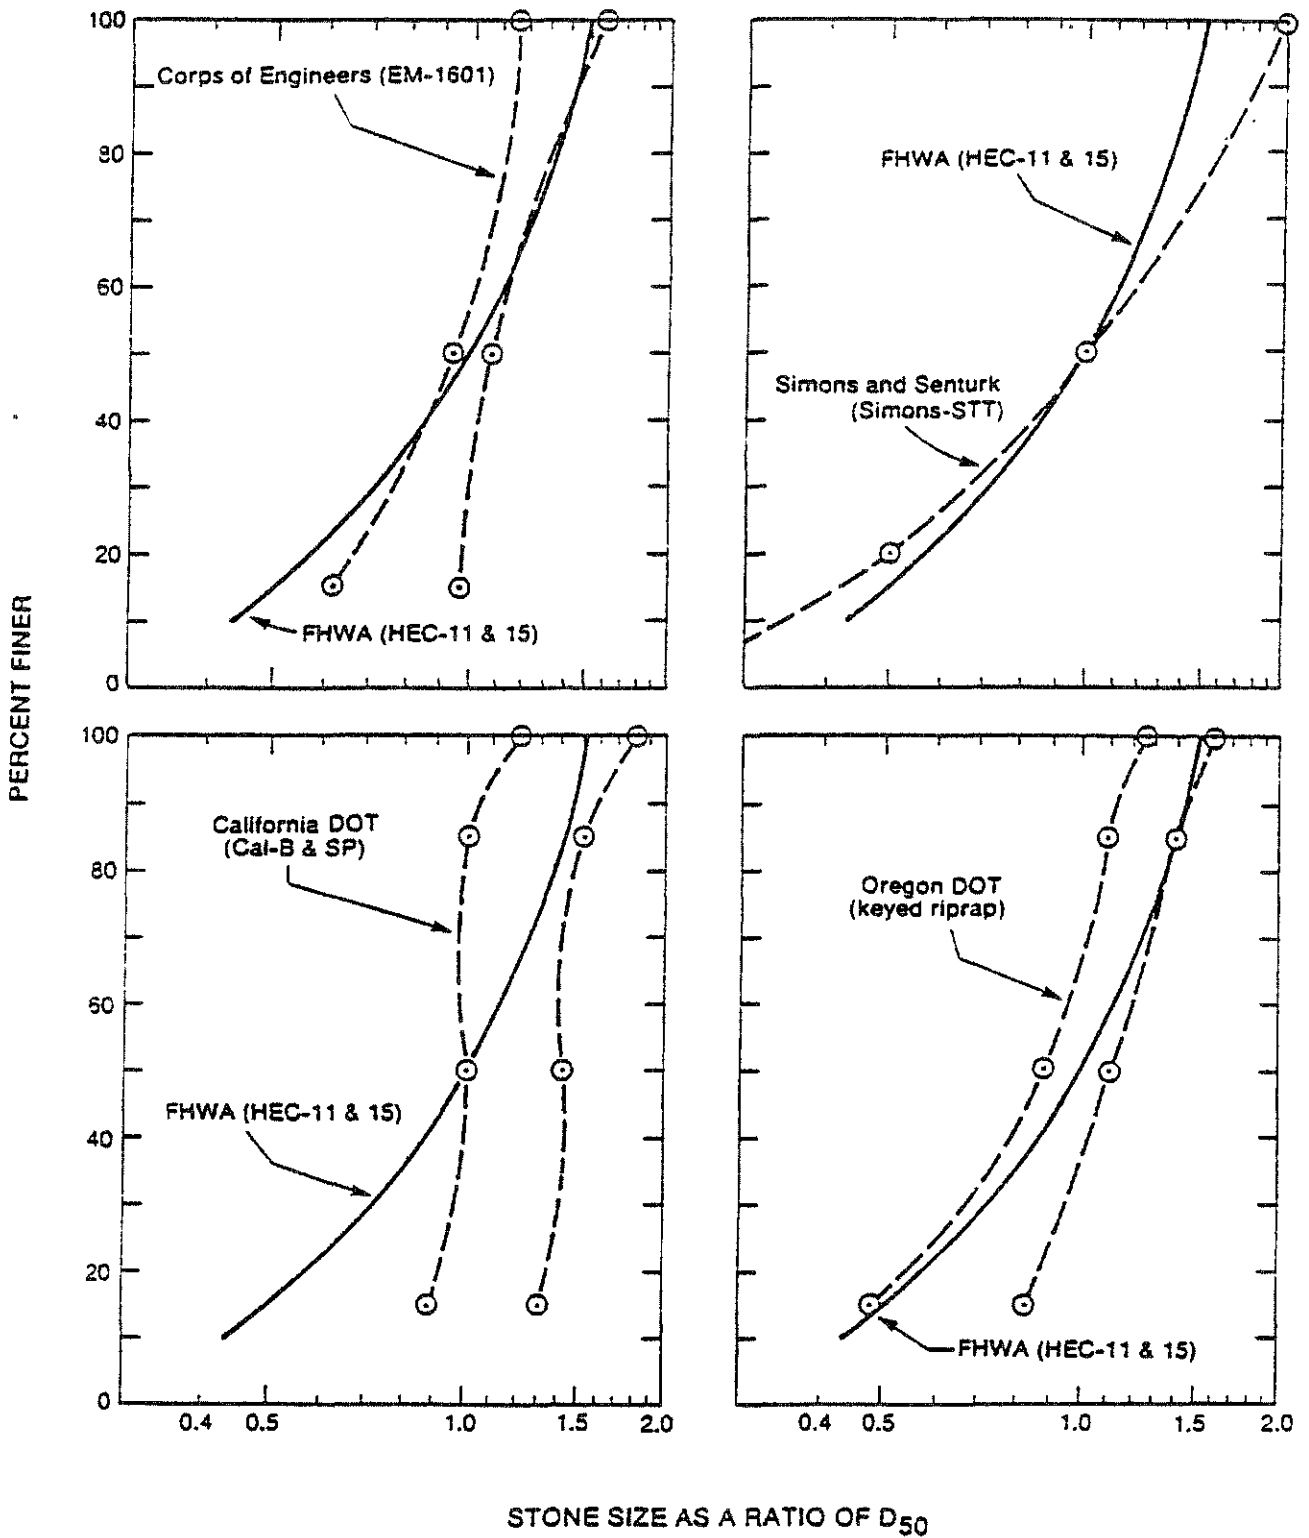 PERCENT FINER
100
80
60
40
20
0
Corps of Engineers (EM-1601)
FHWA (HEC-11 & 15)
FHWA (HEC-11 & 15)
Simons and Senturk
(Simons-STT)
100
80
60
40
20
0
California DOT
(Cal-B & SP)
FHWA (HEC-11 & 15)
0.4 0.5 1.0 1.5 2.0
Oregon DOT
(keyed riprap)
FHWA (HEC-11 & 15)
0.4 0.5 1.0 1.5 2.0
STONE SIZE AS A RATIO OF D50